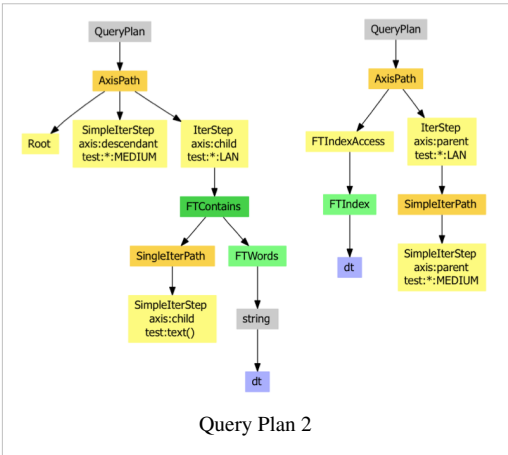 QueryPlan
AxisPath
Root
SimpleIterStep
axis:descendant
test:*:MEDIUM
IterStep
axis:child
test:*:LAN
FTContains
SingleIterPath
FTWords
SimpleIterStep
axis:child
test:text()
string
dt
QueryPlan
AxisPath
FTIndexAccess
IterStep
axis:parent
test:*:LAN
FTIndex
SimpleIterPath
dt
SimpleIterStep
axis:parent
test:*:MEDIUM
Query Plan 2